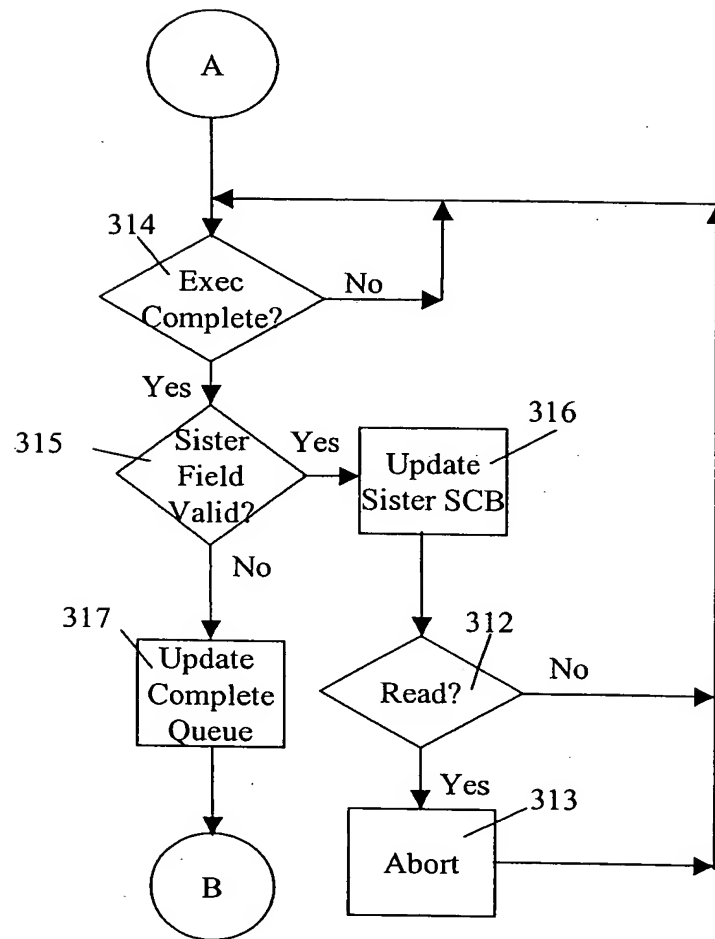 A
314
Exec
Complete?
No
Yes
315
Sister
Field
Valid?
Yes
316
Update
Sister SCB
No
317
Update
Complete
Queue
312
Read?
No
Yes
313
Abort
B